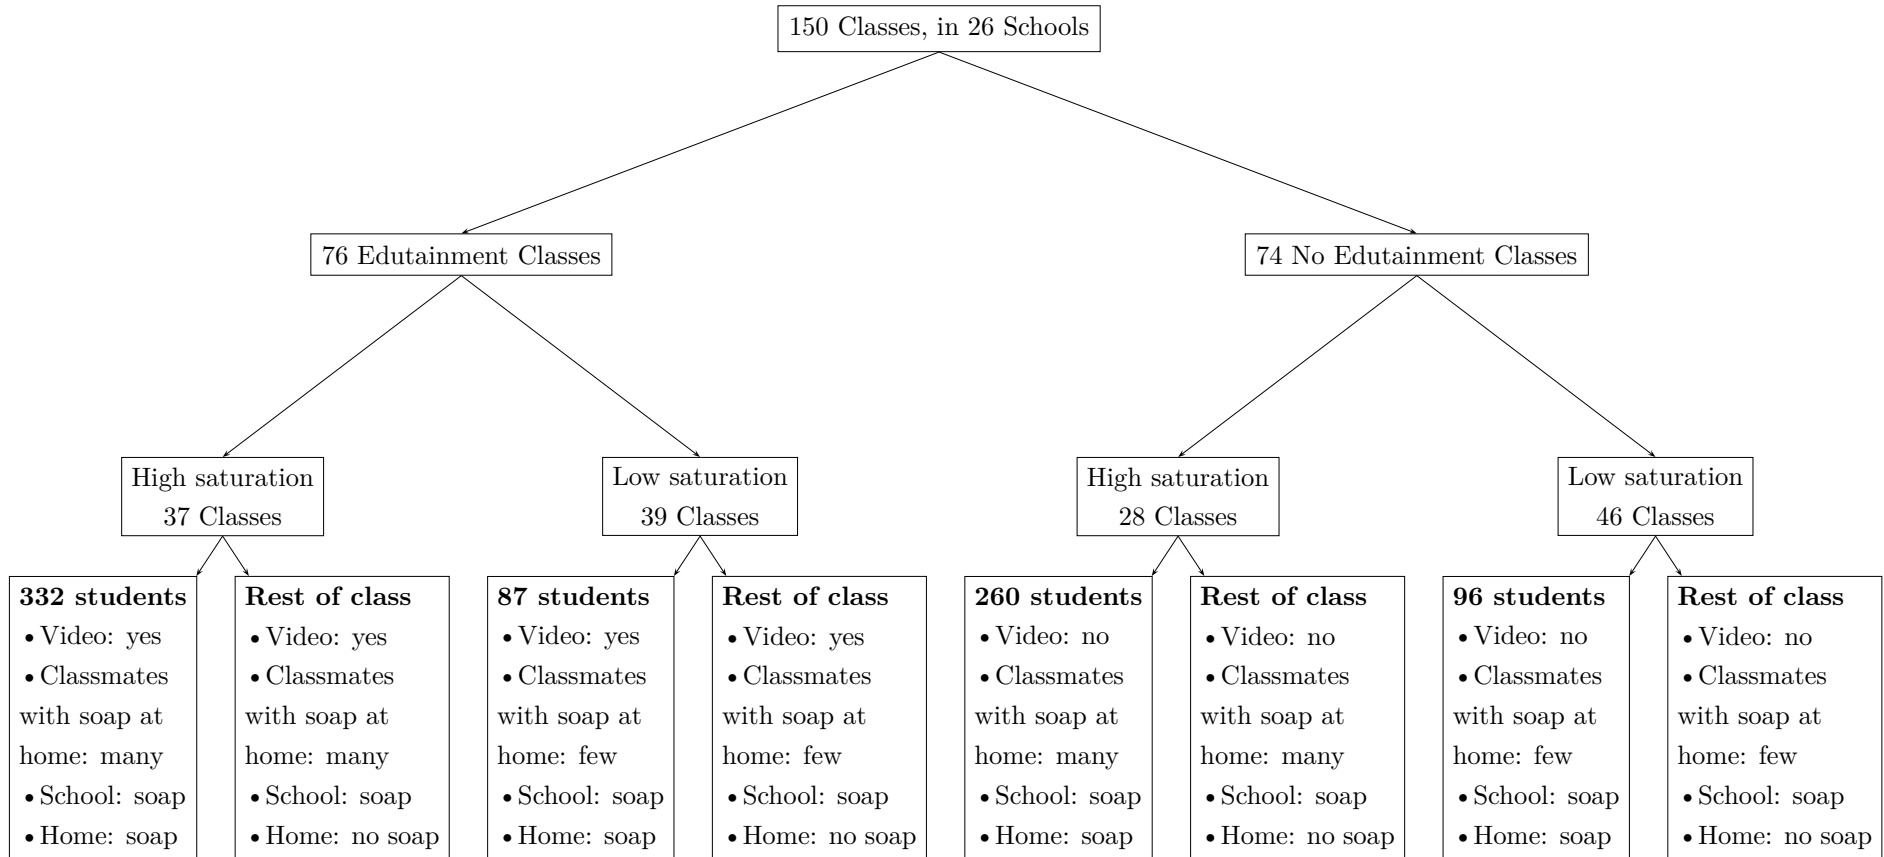 150 Classes, in 26 Schools
76 Edutainment Classes
74 No Edutainment Classes
High saturation
37 Classes
Low saturation
39 Classes
High saturation
28 Classes
Low saturation
46 Classes
332 students
• Video: yes
• Classmates
with soap at
home: many
• School: soap
• Home: soap
Rest of class
• Video: yes
• Classmates
with soap at
home: many
• School: soap
• Home: no soap
87 students
• Video: yes
• Classmates
with soap at
home: few
• School: soap
• Home: soap
Rest of class
• Video: yes
• Classmates
with soap at
home: few
• School: soap
• Home: no soap
260 students
• Video: no
• Classmates
with soap at
home: many
• School: soap
• Home: soap
Rest of class
• Video: no
• Classmates
with soap at
home: many
• School: soap
• Home: no soap
96 students
• Video: no
• Classmates
with soap at
home: few
• School: soap
• Home: soap
Rest of class
• Video: no
• Classmates
with soap at
home: few
• School: soap
• Home: no soap